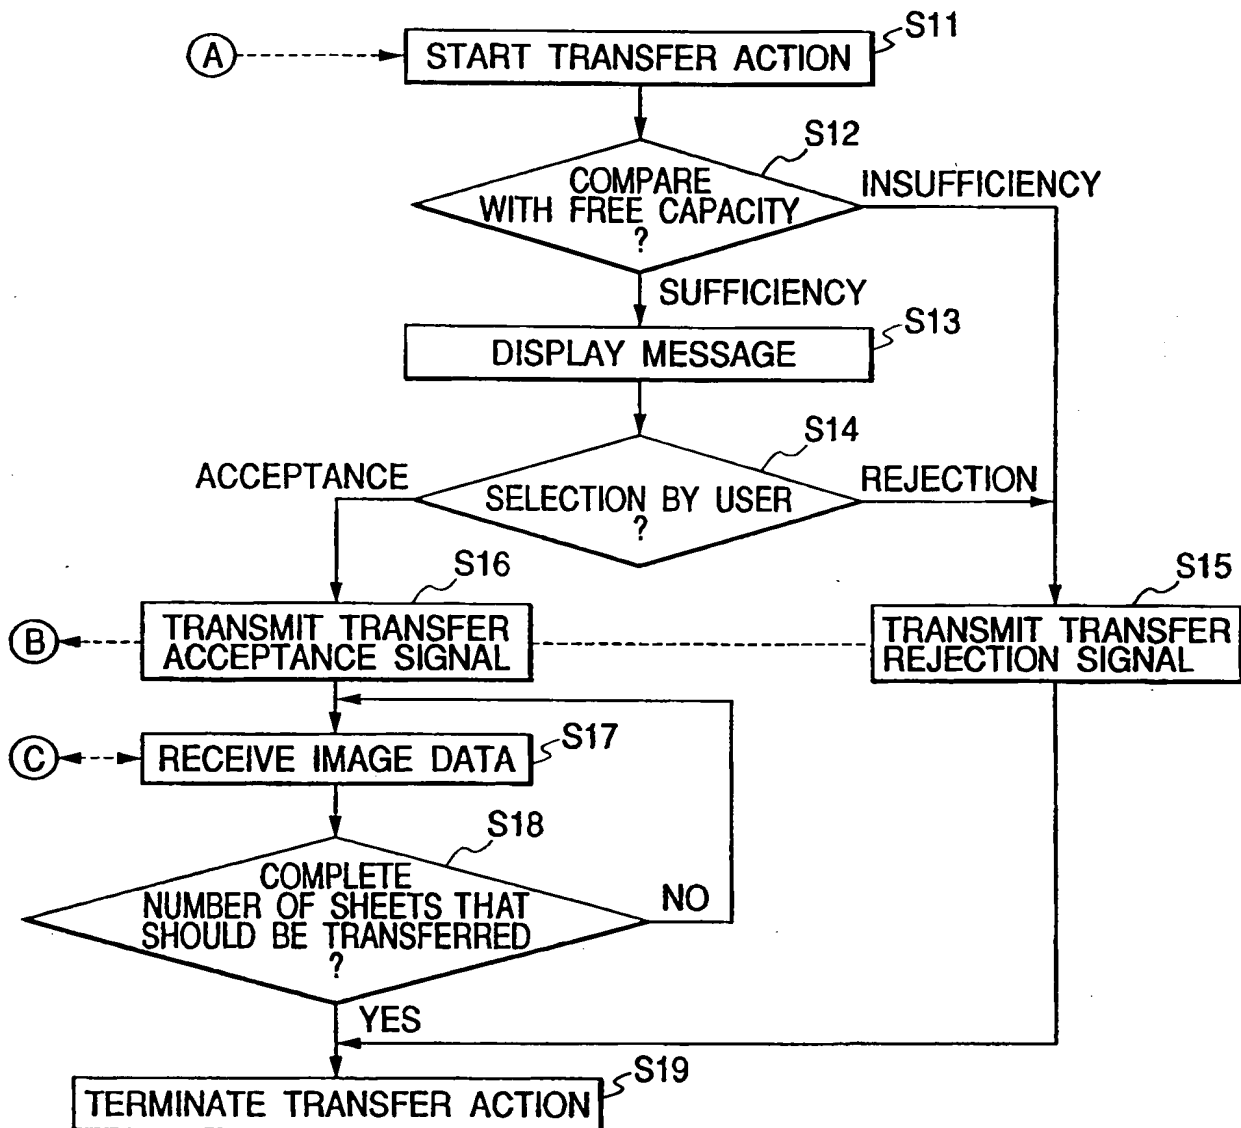 S11
A
START TRANSFER ACTION
S12
COMPARE
WITH FREE CAPACITY
?
INSUFFICIENCY
SUFFICIENCY
S13
DISPLAY MESSAGE
S14
ACCEPTANCE
SELECTION BY USER
?
REJECTION
S16
S15
B
TRANSMIT TRANSFER
ACCEPTANCE SIGNAL
TRANSMIT TRANSFER
REJECTION SIGNAL
C
RECEIVE IMAGE DATA
S17
S18
COMPLETE
NUMBER OF SHEETS THAT
SHOULD BE TRANSFERRED
?
NO
YES
S19
TERMINATE TRANSFER ACTION